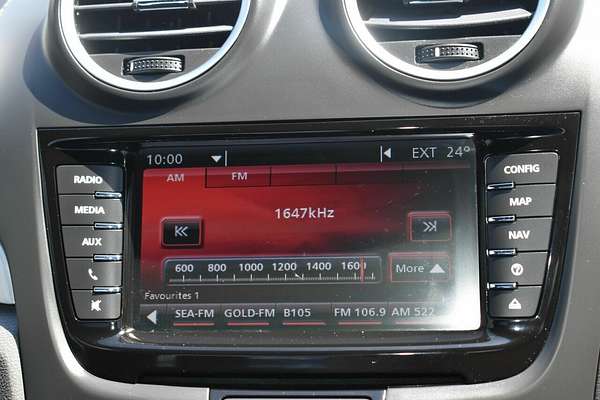 10:00 EXT 24°
AM FM
1647kHz
600 800 1000 1200 1400 1600
More
Favourites 1
SEA-FM GOLD-FM B105 FM 106.9 AM 522
RADIO
MEDIA
AUX
CONFIG
MAP
NAV